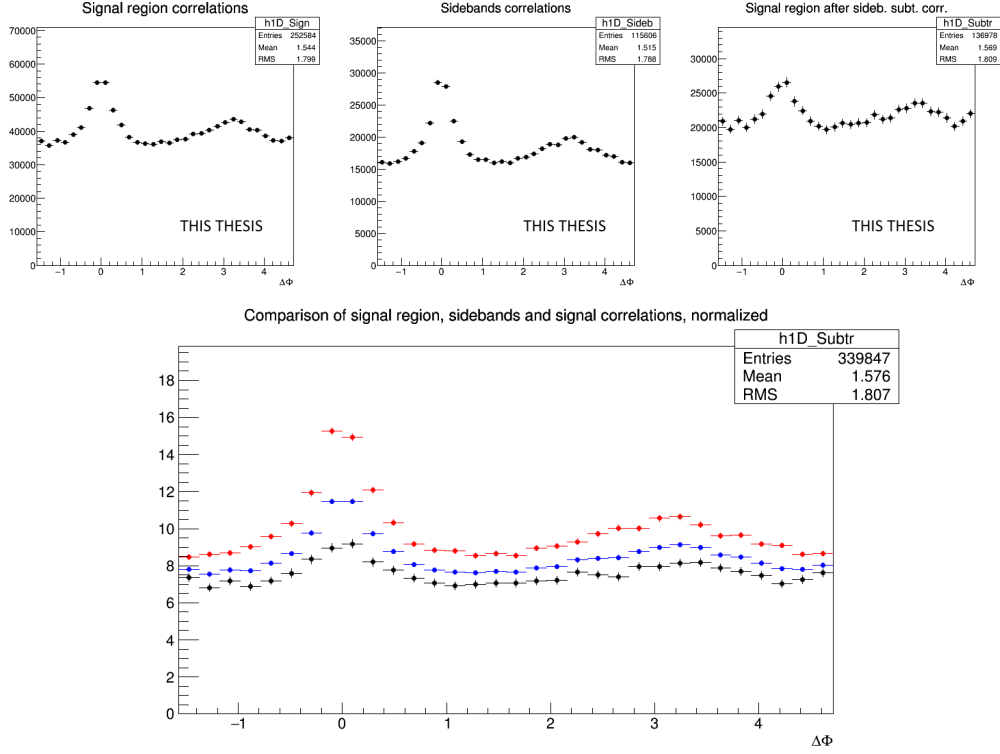 Signal region correlations
h1D_Sign
Entries 252584
Mean 1.544
RMS 1.799
70000
60000
50000
40000
30000
20000
10000
0
THIS THESIS
−1 0 1 2 3 4
ΔΦ
Sidebands correlations
h1D_Sideb
Entries 115606
Mean 1.515
RMS 1.788
35000
30000
25000
20000
15000
10000
5000
0
THIS THESIS
−1 0 1 2 3 4
ΔΦ
Signal region after sideb. subt. corr.
h1D_Subtr
Entries 136978
Mean 1.569
RMS 1.809
30000
25000
20000
15000
10000
5000
0
THIS THESIS
−1 0 1 2 3 4
ΔΦ
Comparison of signal region, sidebands and signal correlations, normalized
h1D_Subtr
Entries 339847
Mean 1.576
RMS 1.807
18
16
14
12
10
8
6
4
2
0
−1 0 1 2 3 4
ΔΦ